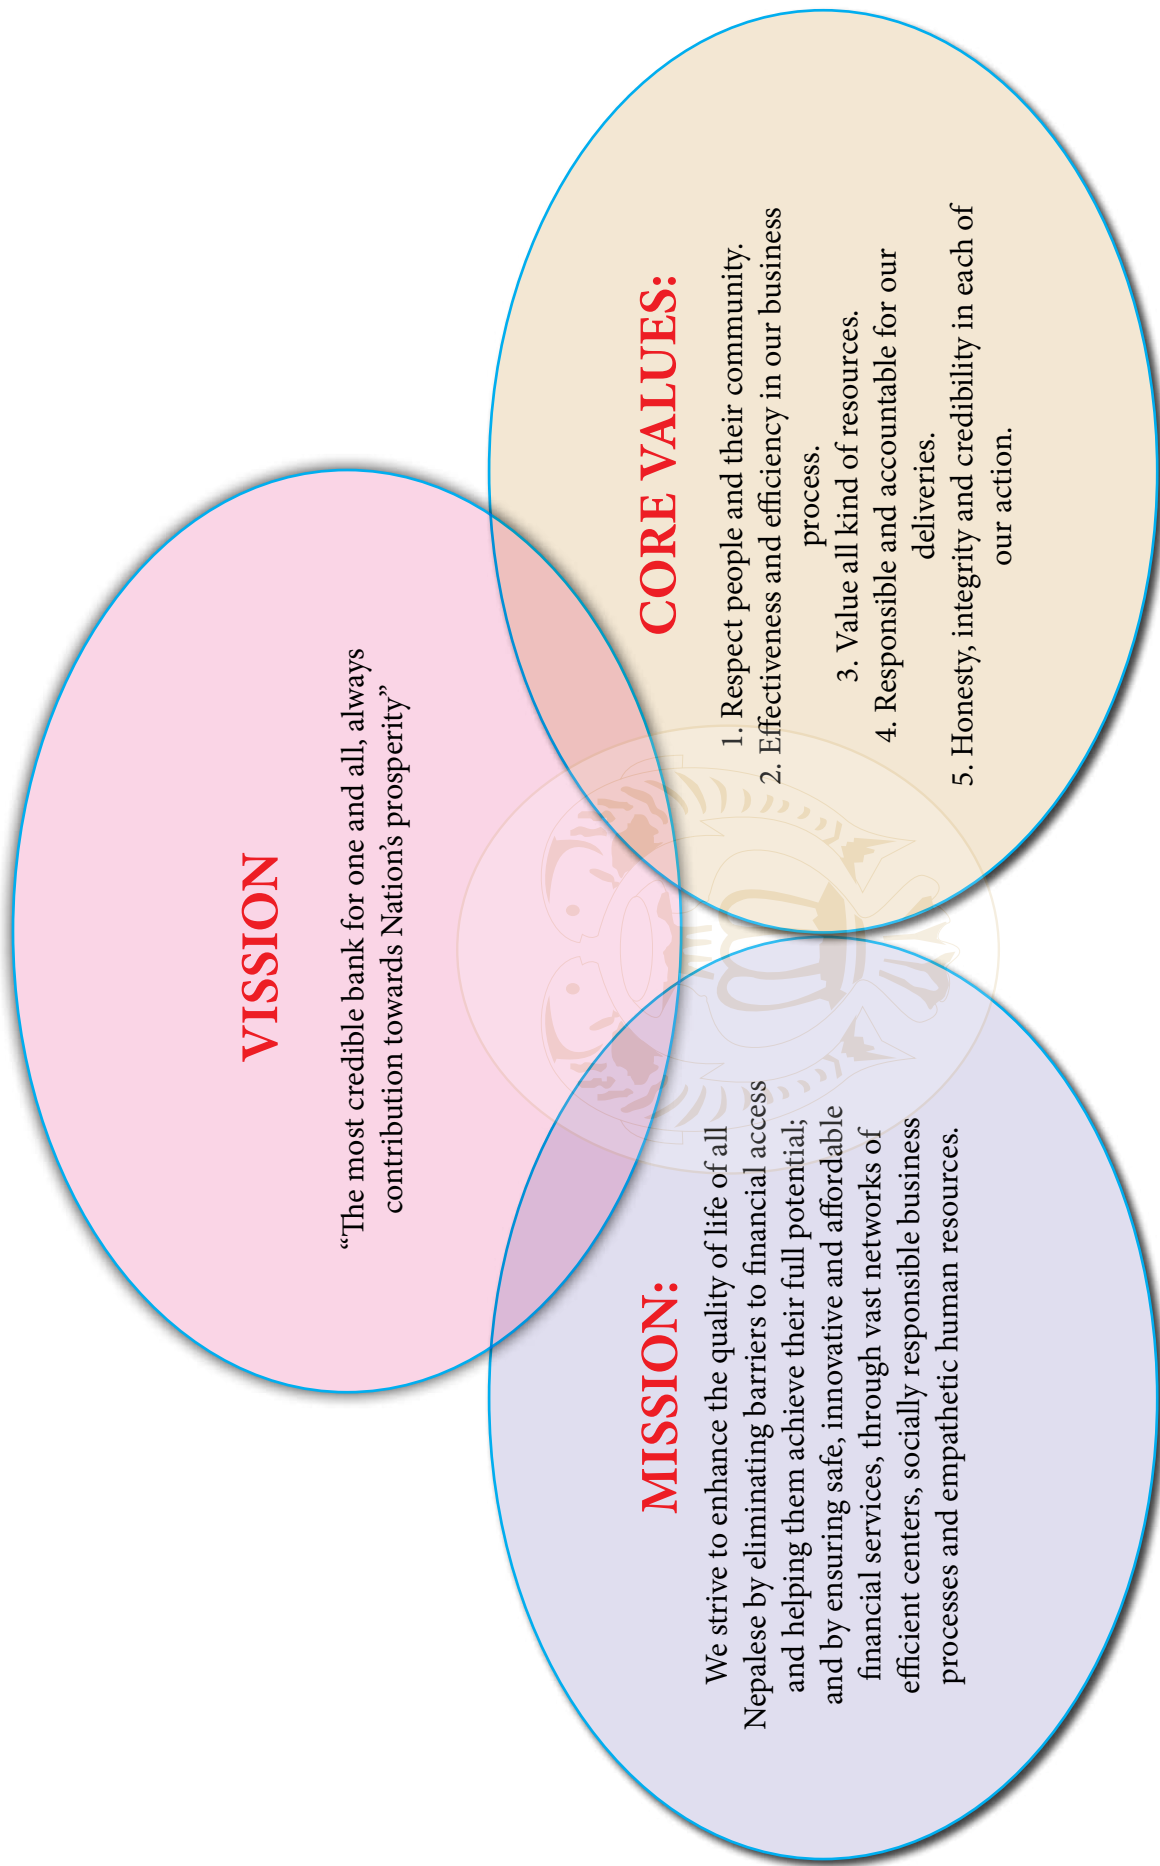 VISSION
“The most credible bank for one and all, always
contribution towards Nation's prosperity”
MISSION:
We strive to enhance the quality of life of all
Nepalese by eliminating barriers to financial access
and helping them achieve their full potential;
and by ensuring safe, innovative and affordable
financial services, through vast networks of
efficient centers, socially responsible business
processes and empathetic human resources.
CORE VALUES:
1. Respect people and their community.
2. Effectiveness and efficiency in our business
process.
3. Value all kind of resources.
4. Responsible and accountable for our
deliveries.
5. Honesty, integrity and credibility in each of
our action.